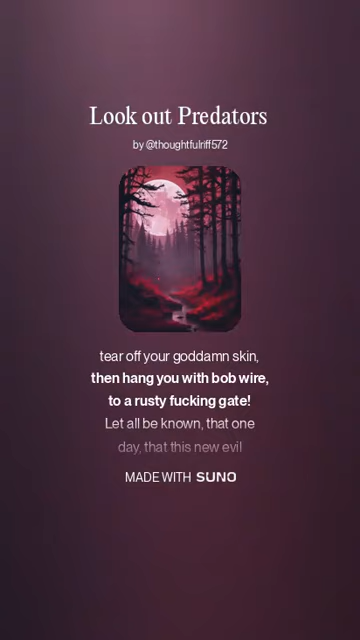 Look out Predators
by @thoughtfulriff572
tear off your goddamn skin,
then hang you with bob wire,
to a rusty fucking gate!
Let all be known, that one
day, that this new evil
MADE WITH SUNO